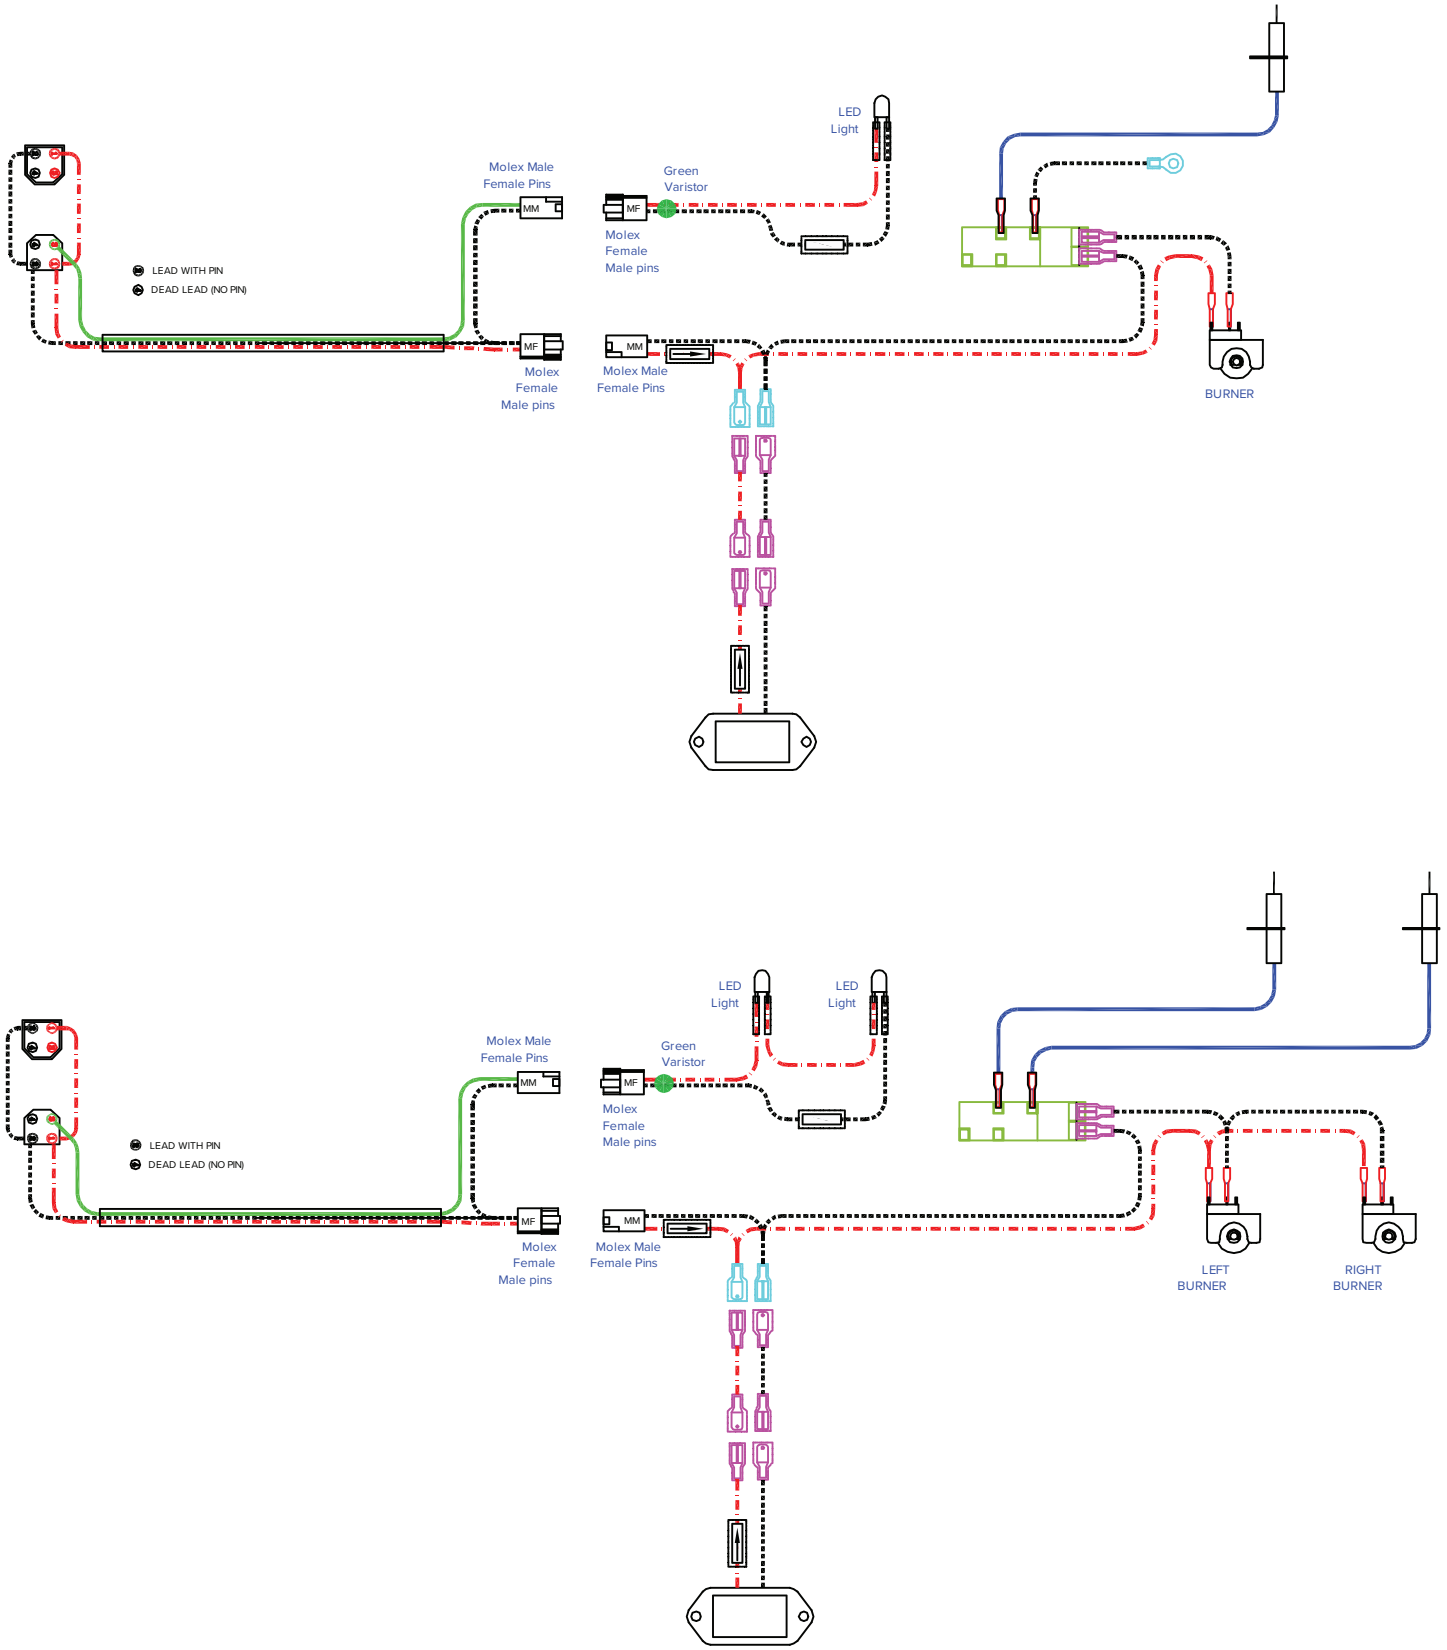 LED
Light
Molex Male
Female Pins
Green
Varistor
MM
MF
Molex
Female
Male pins
LEAD WITH PIN
DEAD LEAD (NO PIN)
MF
MM
Molex
Female
Male pins
Molex Male
Female Pins
BURNER
LED
Light
LED
Light
Molex Male
Female Pins
Green
Varistor
MM
MF
Molex
Female
Male pins
LEAD WITH PIN
DEAD LEAD (NO PIN)
MF
MM
Molex
Female
Male pins
Molex Male
Female Pins
LEFT
BURNER
RIGHT
BURNER